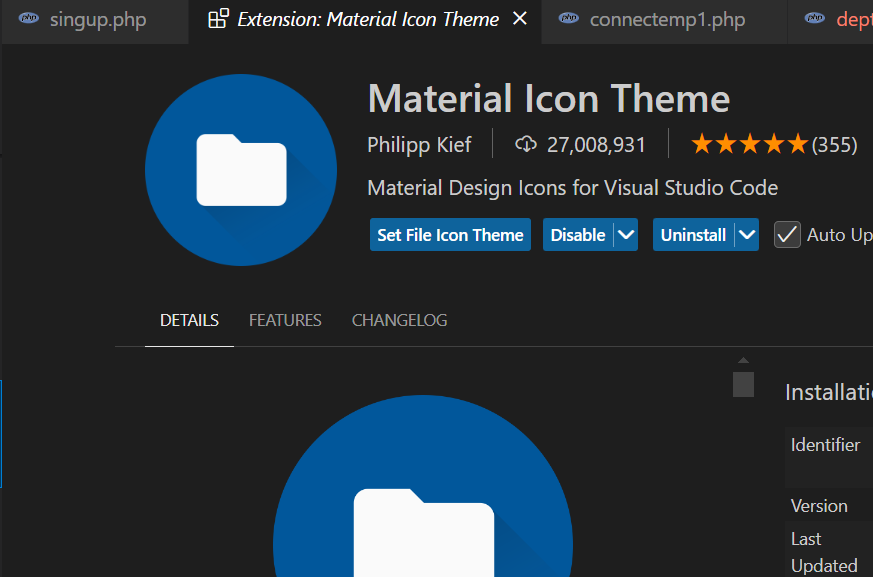 php singup.php Extension: Material Icon Theme php connectemp1.php php dept
Material Icon Theme
Philipp Kief 27,008,931 (355)
Material Design Icons for Visual Studio Code
Set File Icon Theme Disable Uninstall Auto Up
DETAILS FEATURES CHANGELOG
Installati
Identifier
Version
Last
Updated